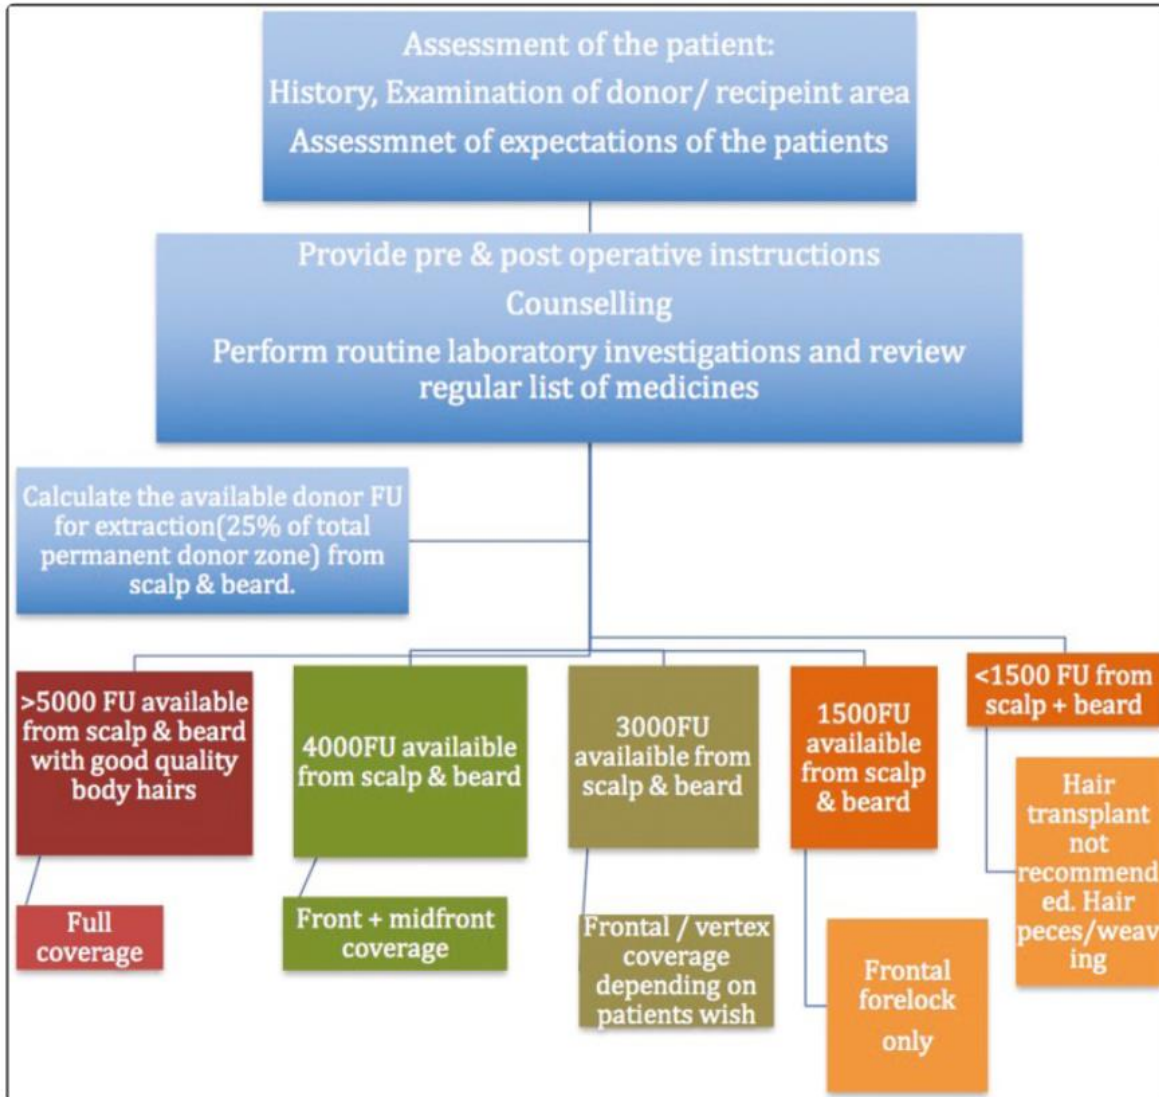 Assessment of the patient:
History, Examination of donor/ recipeint area
Assessmnet of expectations of the patients
Provide pre & post operative instructions
Counselling
Perform routine laboratory investigations and review
regular list of medicines
Calculate the available donor FU
for extraction(25% of total
permanent donor zone) from
scalp & beard.
>5000 FU available
from scalp & beard
with good quality
body hairs
4000FU availaible
from scalp & beard
3000FU
availaible from
scalp & beard
1500FU
availaible
from scalp
& beard
<1500 FU from
scalp + beard
Full
coverage
Front + midfront
coverage
Frontal / vertex
coverage
depending on
patients wish
Frontal
forelock
only
Hair
transplant
not
recommend
ed. Hair
peces/weav
ing